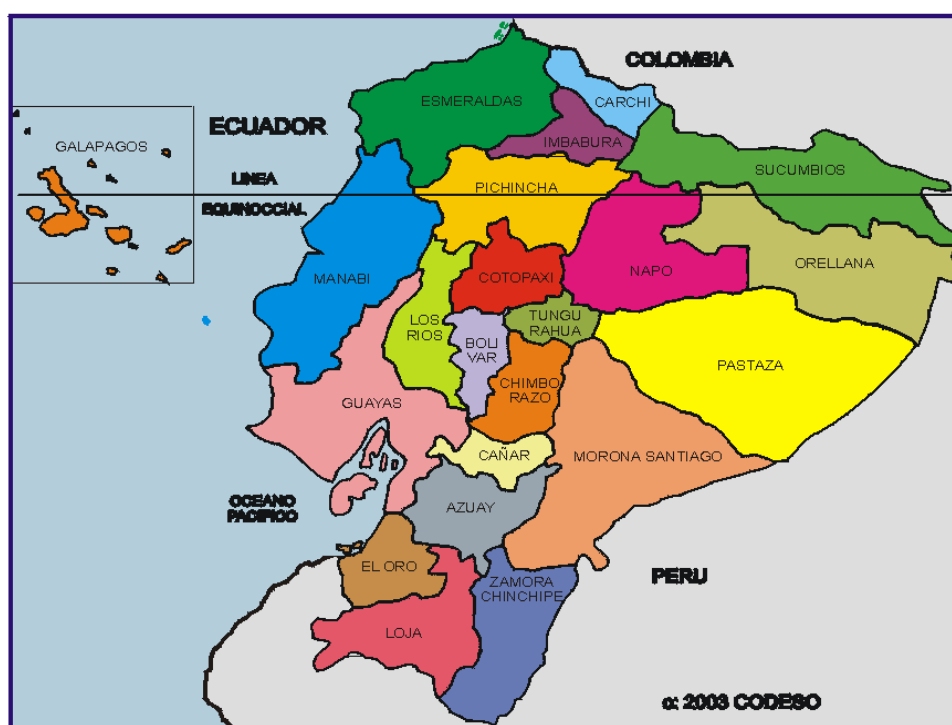 COLOMBIA
ESMERALDAS
CARCHI
ECUADOR
IMBABURA
GALAPAGOS
SUCUMBIOS
LINEA
EQUINOCCIAL
PICHINCHA
MANABI
COTOPAXI
NAPO
ORELLANA
LOS
RIOS
TUNGU
RAHUA
BOLI
VAR
PASTAZA
CHIMBO
RAZO
GUAYAS
CAÑAR
MORONA SANTIAGO
OCEANO
PACIFICO
AZUAY
EL ORO
ZAMORA
CHINCHIPE
PERU
LOJA
α: 2003 CODESO